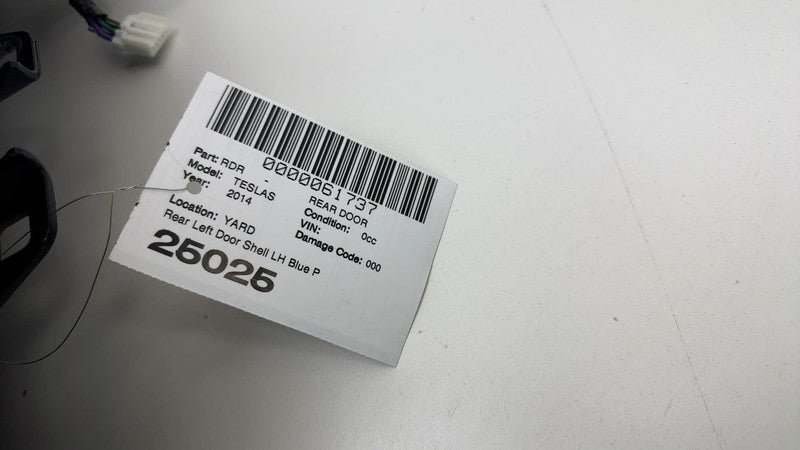 0000061737
Part: RDR - REAR DOOR
Model: TESLAS Condition: 0cc
Year: 2014 VIN:
Damage Code: 000
Location: YARD
Rear Left Door Shell LH Blue P
25025